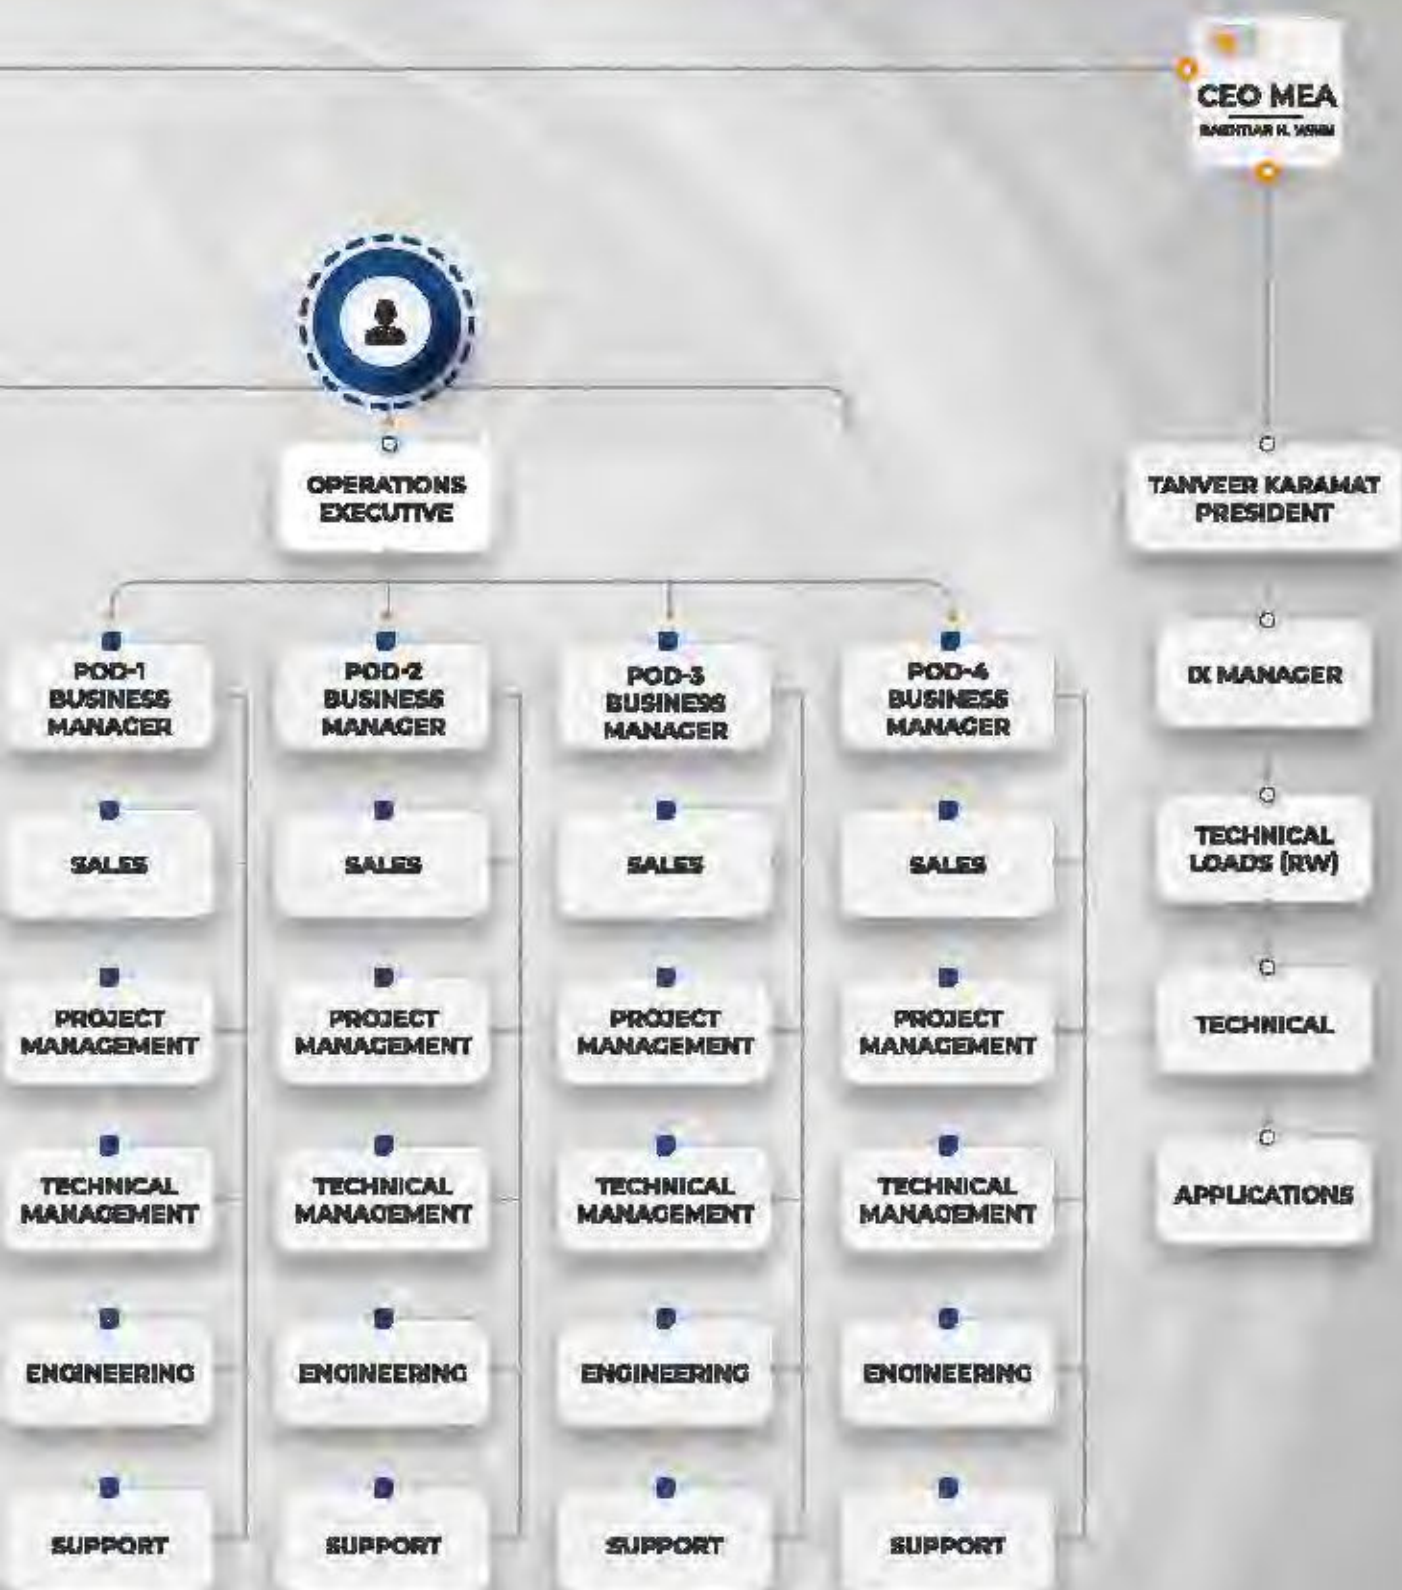 CEO MEA
BAKHTIAR H.
OPERATIONS
EXECUTIVE
TANVEER KARAMAT
PRESIDENT
POD-1
BUSINESS
MANAGER
POD-2
BUSINESS
MANAGER
POD-3
BUSINESS
MANAGER
POD-4
BUSINESS
MANAGER
IX MANAGER
SALES
SALES
SALES
SALES
TECHNICAL
LOADS (RW)
PROJECT
MANAGEMENT
PROJECT
MANAGEMENT
PROJECT
MANAGEMENT
PROJECT
MANAGEMENT
TECHNICAL
TECHNICAL
MANAGEMENT
TECHNICAL
MANAGEMENT
TECHNICAL
MANAGEMENT
TECHNICAL
MANAGEMENT
APPLICATIONS
ENGINEERING
ENGINEERING
ENGINEERING
ENGINEERING
SUPPORT
SUPPORT
SUPPORT
SUPPORT